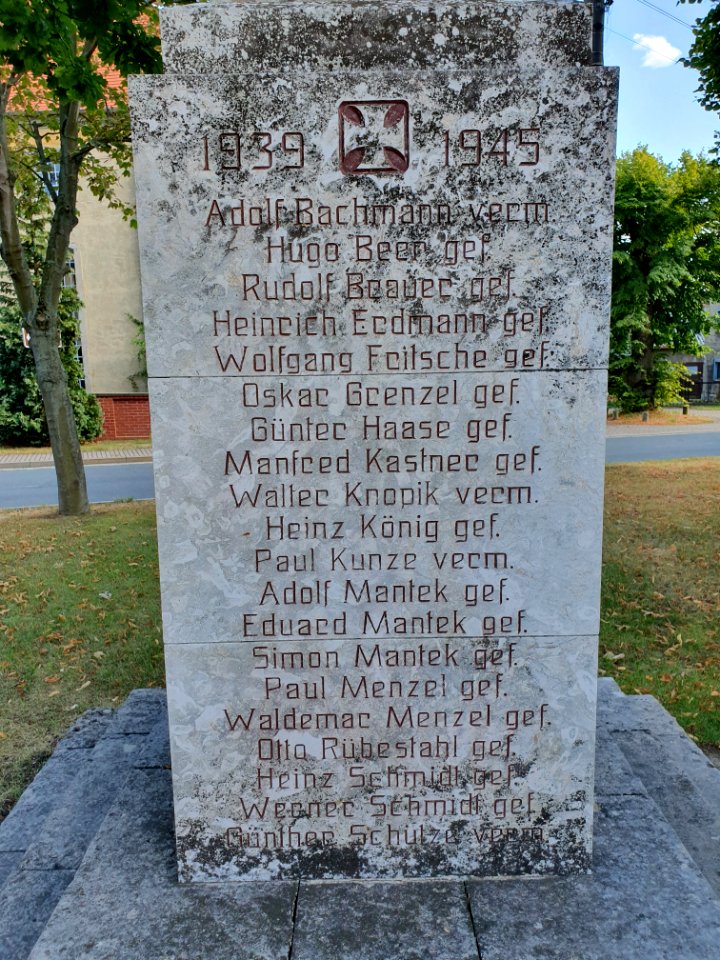 1939 1945
Adolf Bachmann verm.
Hugo Beer gef.
Rudolf Brauer gef.
Heinrich Erdmann gef.
Wolfgang Fritsche gef.
Oskar Grenzel gef.
Günter Haase gef.
Manfred Kastner gef.
Walter Knopik verm.
Heinz König gef.
Paul Kunze verm.
Adolf Mantek gef.
Eduard Mantek gef.
Simon Mantek gef.
Paul Menzel gef.
Waldemar Menzel gef.
Otto Rübestahl gef.
Heinz Schmidt gef.
Werner Schmidt gef.
Günther Schulze verm.